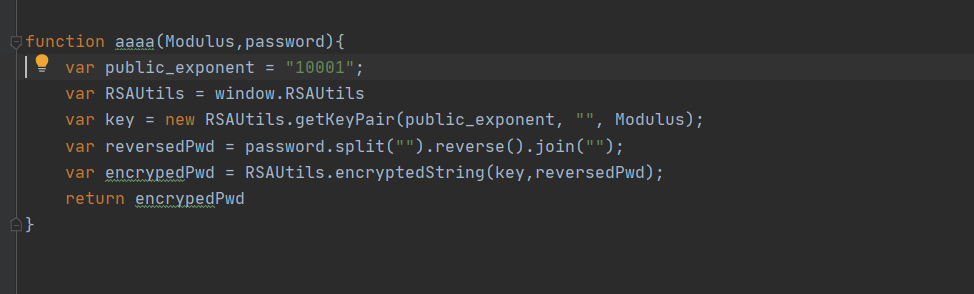 function aaaa(Modulus,password){
    var public_exponent = "10001";
    var RSAUtils = window.RSAUtils
    var key = new RSAUtils.getKeyPair(public_exponent, "", Modulus);
    var reversedPwd = password.split("").reverse().join("");
    var encrypedPwd = RSAUtils.encryptedString(key,reversedPwd);
    return encrypedPwd
}